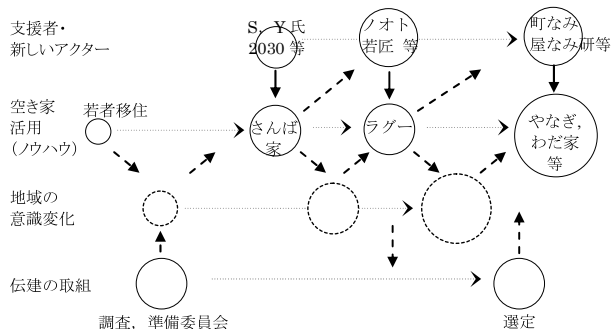 支援者・
新しいアクター
S, Y氏
2030 等
ノオト
若匠 等
町なみ
屋なみ研等
空き家
活用
（ノウハウ）
若者移住
さんば
家
ラグー
やなぎ,
わだ家
等
地域の
意識変化
伝建の取組
調査, 準備委員会
選定